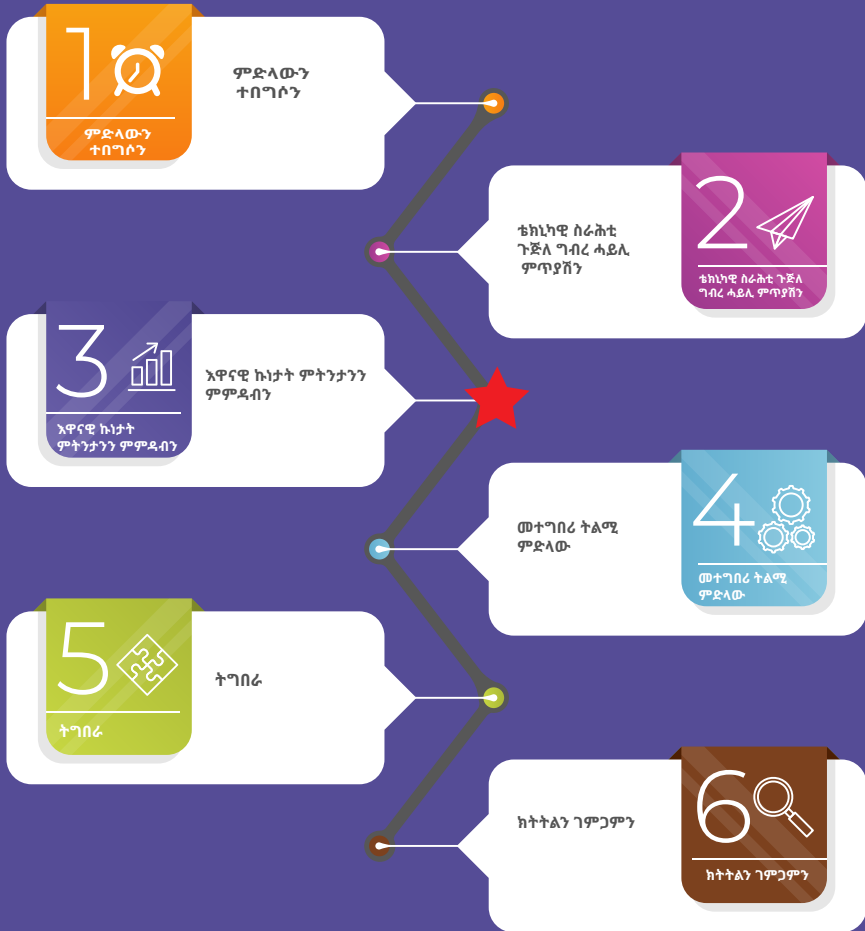 1
ምድላውን
ተበግሶን
ምድላውን
ተበግሶን
2
ቴክኒካዊ ስራሕቲ
ጉጅለ ግብረ ሓይሊ
ምጥያሽን
ቴክኒካዊ ስራሕቲ ጉጅለ
ግብረ ሓይሊ ምጥያሽን
3
እዋናዊ ኩነታት
ምትንታንን ምምዳብን
እዋናዊ ኩነታት ምትንታንን
ምምዳብን
4
መተግበሪ ትልሚ
ምድላው
መተግበሪ ትልሚ
ምድላው
5
ትግበራ
ትግበራ
6
ክትትልን ገምጋምን
ክትትልን ገምጋምን